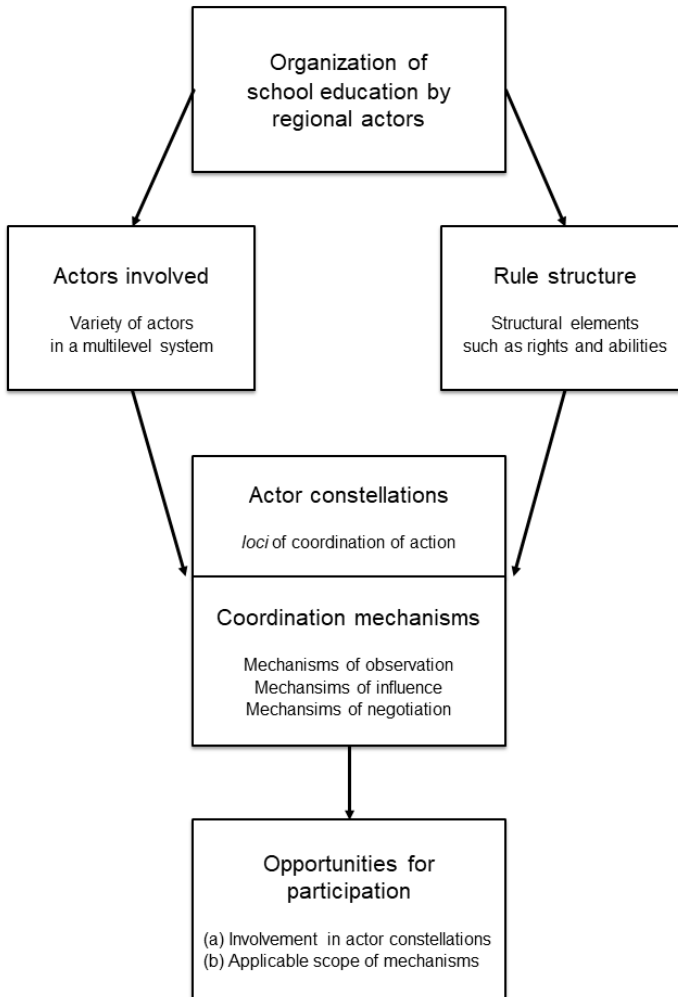 Organization of
school education by
regional actors
Actors involved
Variety of actors
in a multilevel system
Rule structure
Structural elements
such as rights and abilities
Actor constellations
loci of coordination of action
Coordination mechanisms
Mechanisms of observation
Mechansims of influence
Mechansims of negotiation
Opportunities for
participation
(a) Involvement in actor constellations
(b) Applicable scope of mechanisms